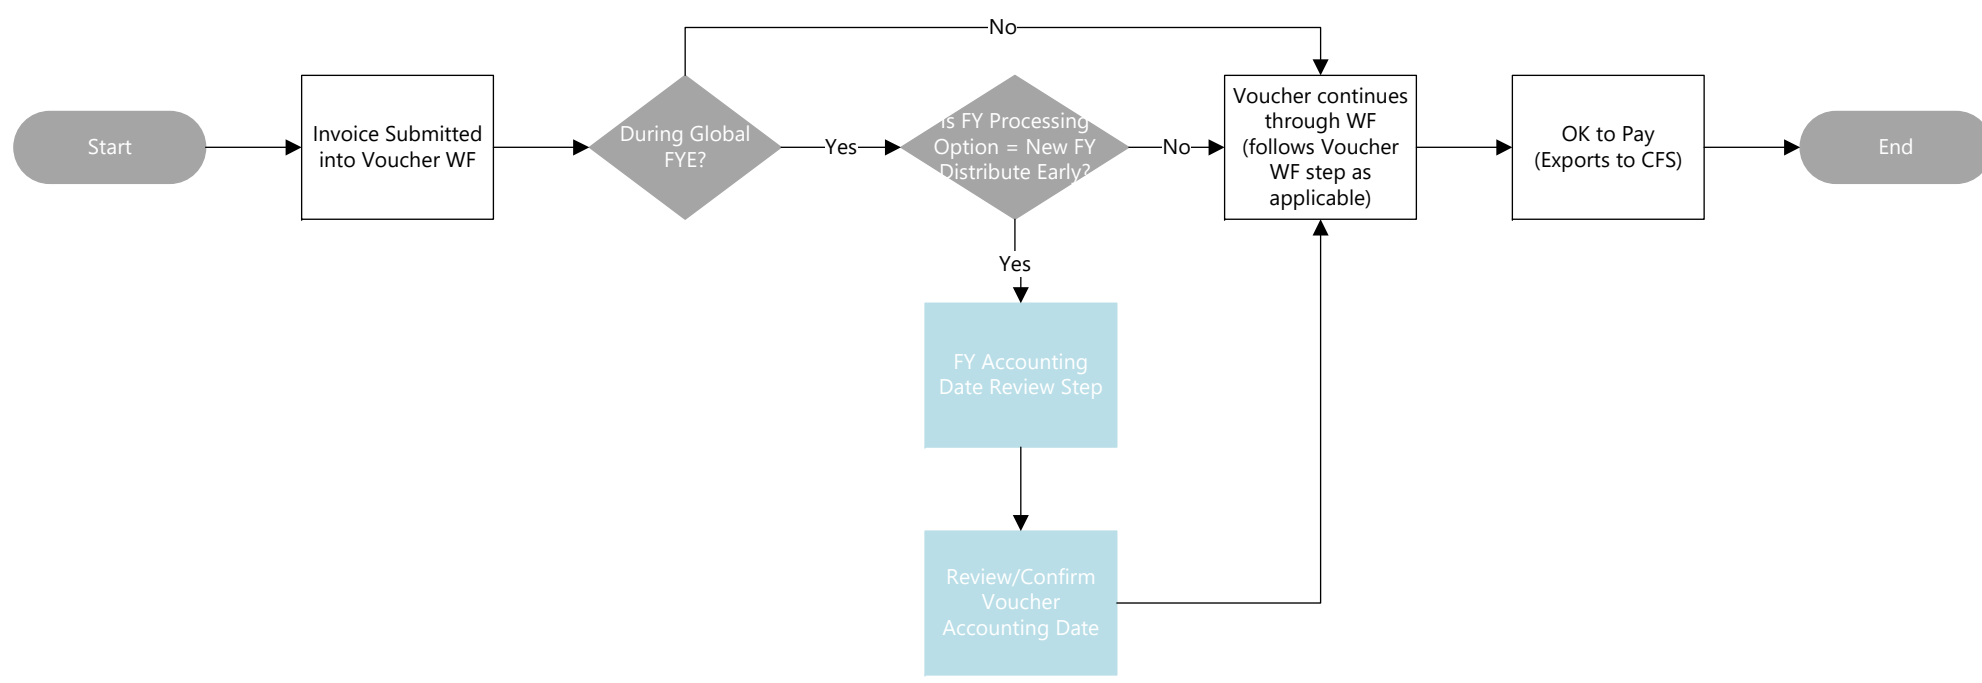 No
Start
Invoice Submitted
into Voucher WF
During Global
FYE?
Yes
Is FY Processing
Option = New FY
Distribute Early?
No
Voucher continues
through WF
(follows Voucher
WF step as
applicable)
OK to Pay
(Exports to CFS)
End
Yes
FY Accounting
Date Review Step
Review/Confirm
Voucher
Accounting Date